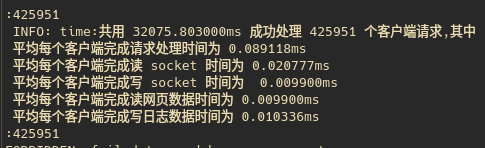 :425951
INFO: time:共用 32075.803000ms 成功处理 425951 个客户端请求,其中
平均每个客户端完成请求处理时间为 0.089118ms
平均每个客户端完成读 socket 时间为 0.020777ms
平均每个客户端完成写 socket 时间为  0.009900ms
平均每个客户端完成读网页数据时间为 0.009900ms
平均每个客户端完成写日志数据时间为 0.010336ms
:425951